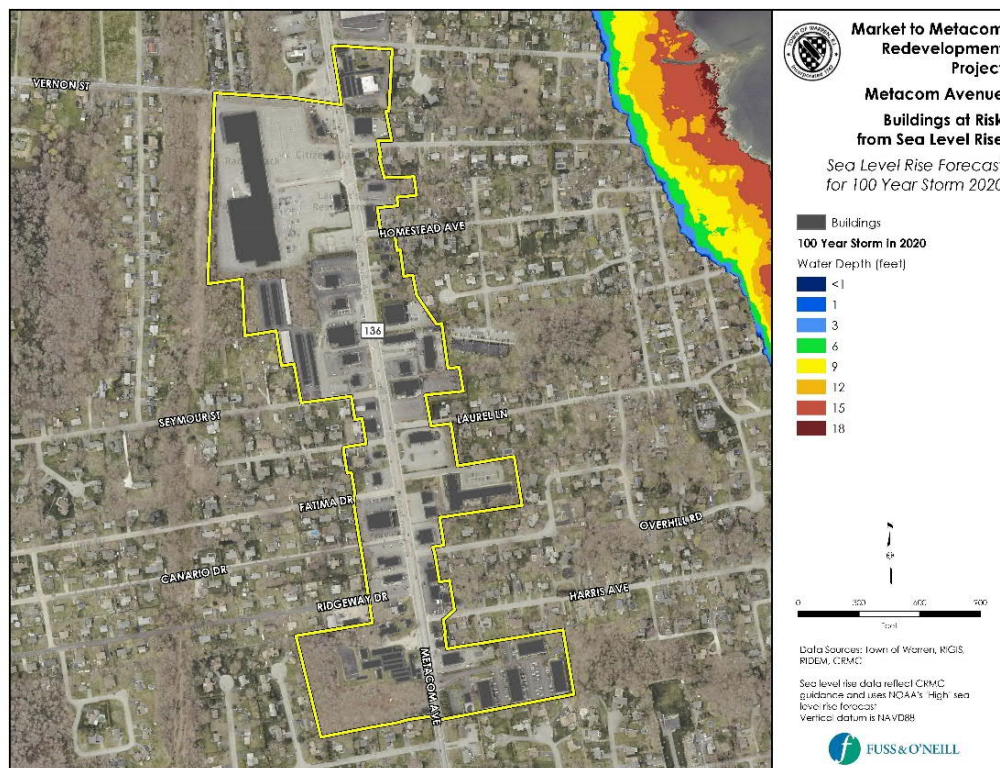 VERNON ST
HOMESTEAD AVE
136
SEYMOUR ST
LAUREL LN
FATIMA DR
OVERHILL RD
CANARIO DR
RIDGEWAY DR
HARRIS AVE
METACOM AVE
TOWN OF WARREN, RI
Market to Metacom
Redevelopment
Project
Metacom Avenue
Buildings at Risk
from Sea Level Rise
Sea Level Rise Forecast
for 100 Year Storm 2020
Buildings
100 Year Storm in 2020
Water Depth (feet)
<1
1
3
6
9
12
15
18
0 300 600 900
Feet
Data Sources: Town of Warren, RIGIS,
RIDEM, CRMC
Sea level rise data reflect CRMC
guidance and uses NOAA's 'High' sea
level rise forecast
Vertical datum is NAVD88
FUSS & O'NEILL